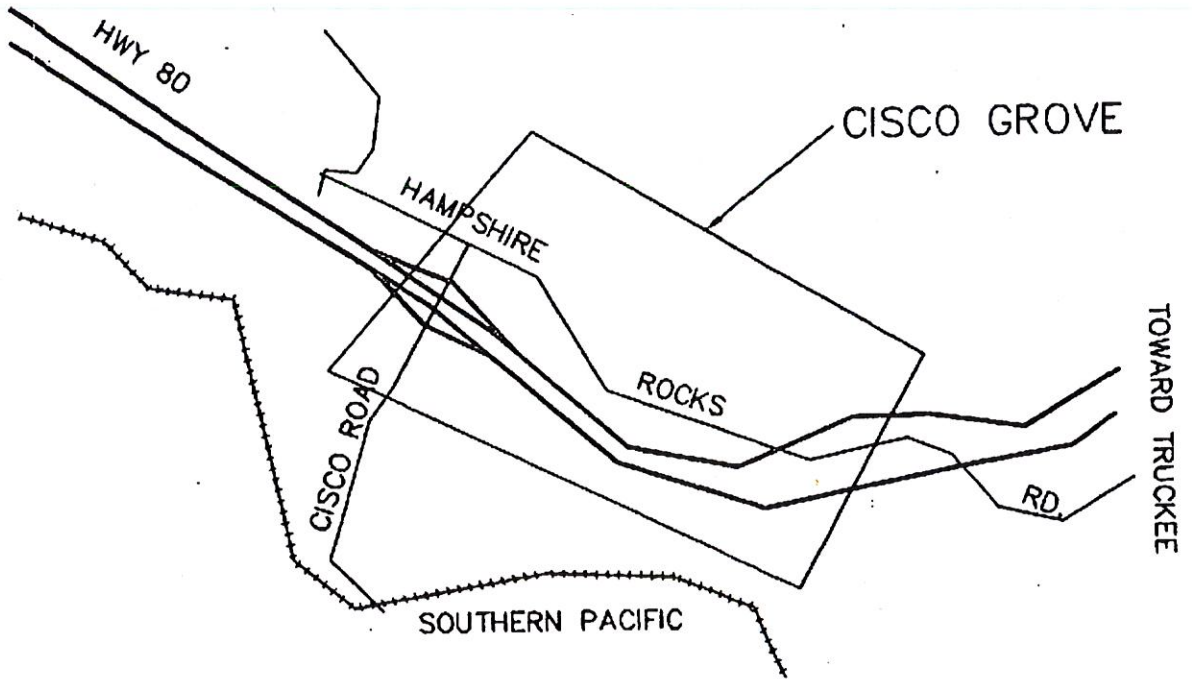 HWY 80
CISCO GROVE
HAMPSHIRE
ROCKS
RD.
CISCO ROAD
TOWARD TRUCKEE
SOUTHERN PACIFIC